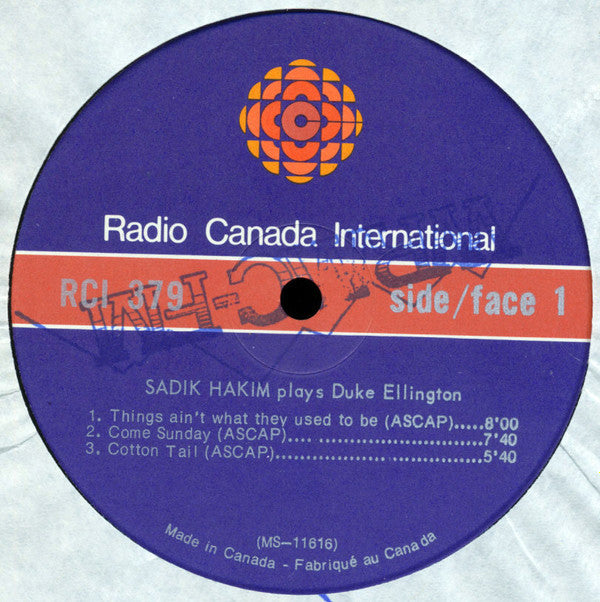 Radio Canada International
RCI 379 side/face 1
SADIK HAKIM plays Duke Ellington
1. Things ain't what they used to be (ASCAP).....8'00
2. Come Sunday (ASCAP).... ...............................7'40
3. Cotton Tail (ASCAP)........................................5'40
(MS-11616)
Made in Canada - Fabriqué au Canada